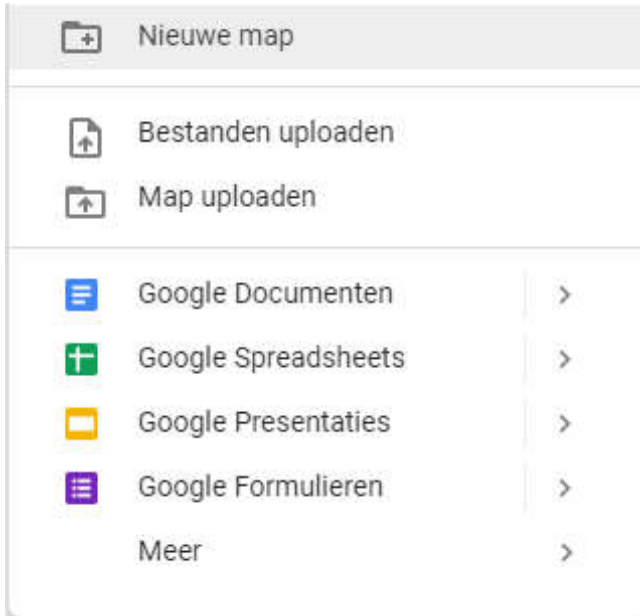 Nieuwe map
Bestanden uploaden
Map uploaden
Google Documenten
Google Spreadsheets
Google Presentaties
Google Formulieren
Meer